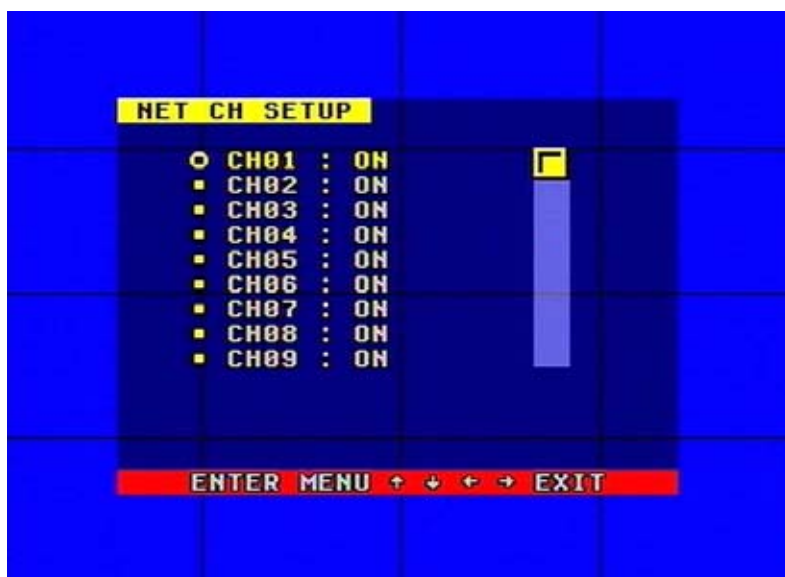 NET CH SETUP
CH01 : ON
CH02 : ON
CH03 : ON
CH04 : ON
CH05 : ON
CH06 : ON
CH07 : ON
CH08 : ON
CH09 : ON
ENTER MENU ↑ ↓ ← → EXIT